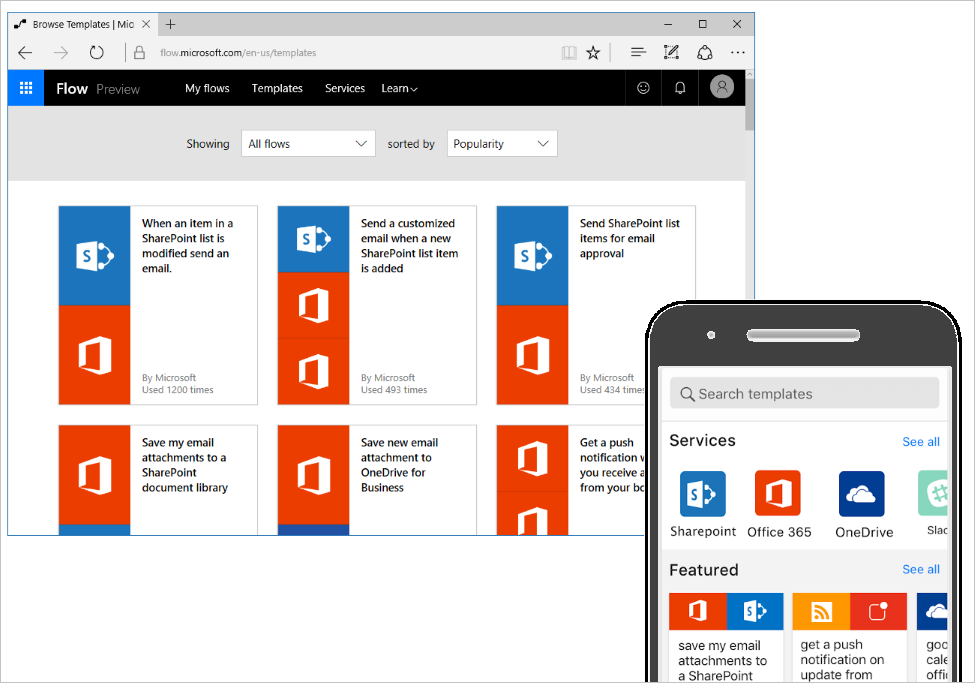 Browse Templates | Mic
flow.microsoft.com/en-us/templates
Flow Preview My flows Templates Services Learn
Showing All flows sorted by Popularity
When an item in a
SharePoint list is
modified send an
email.
By Microsoft
Used 1200 times
Send a customized
email when a new
SharePoint list item
is added
By Microsoft
Used 493 times
Send SharePoint list
items for email
approval
By Microsoft
Used 434 times
Save my email
attachments to a
SharePoint
document library
Save new email
attachment to
OneDrive for
Business
Get a push
notification
you receive a
from your
Search templates
Services See all
Sharepoint Office 365 OneDrive Slac
Featured See all
save my email
attachments to
a SharePoint
get a push
notification on
update from
goo
cale
offi